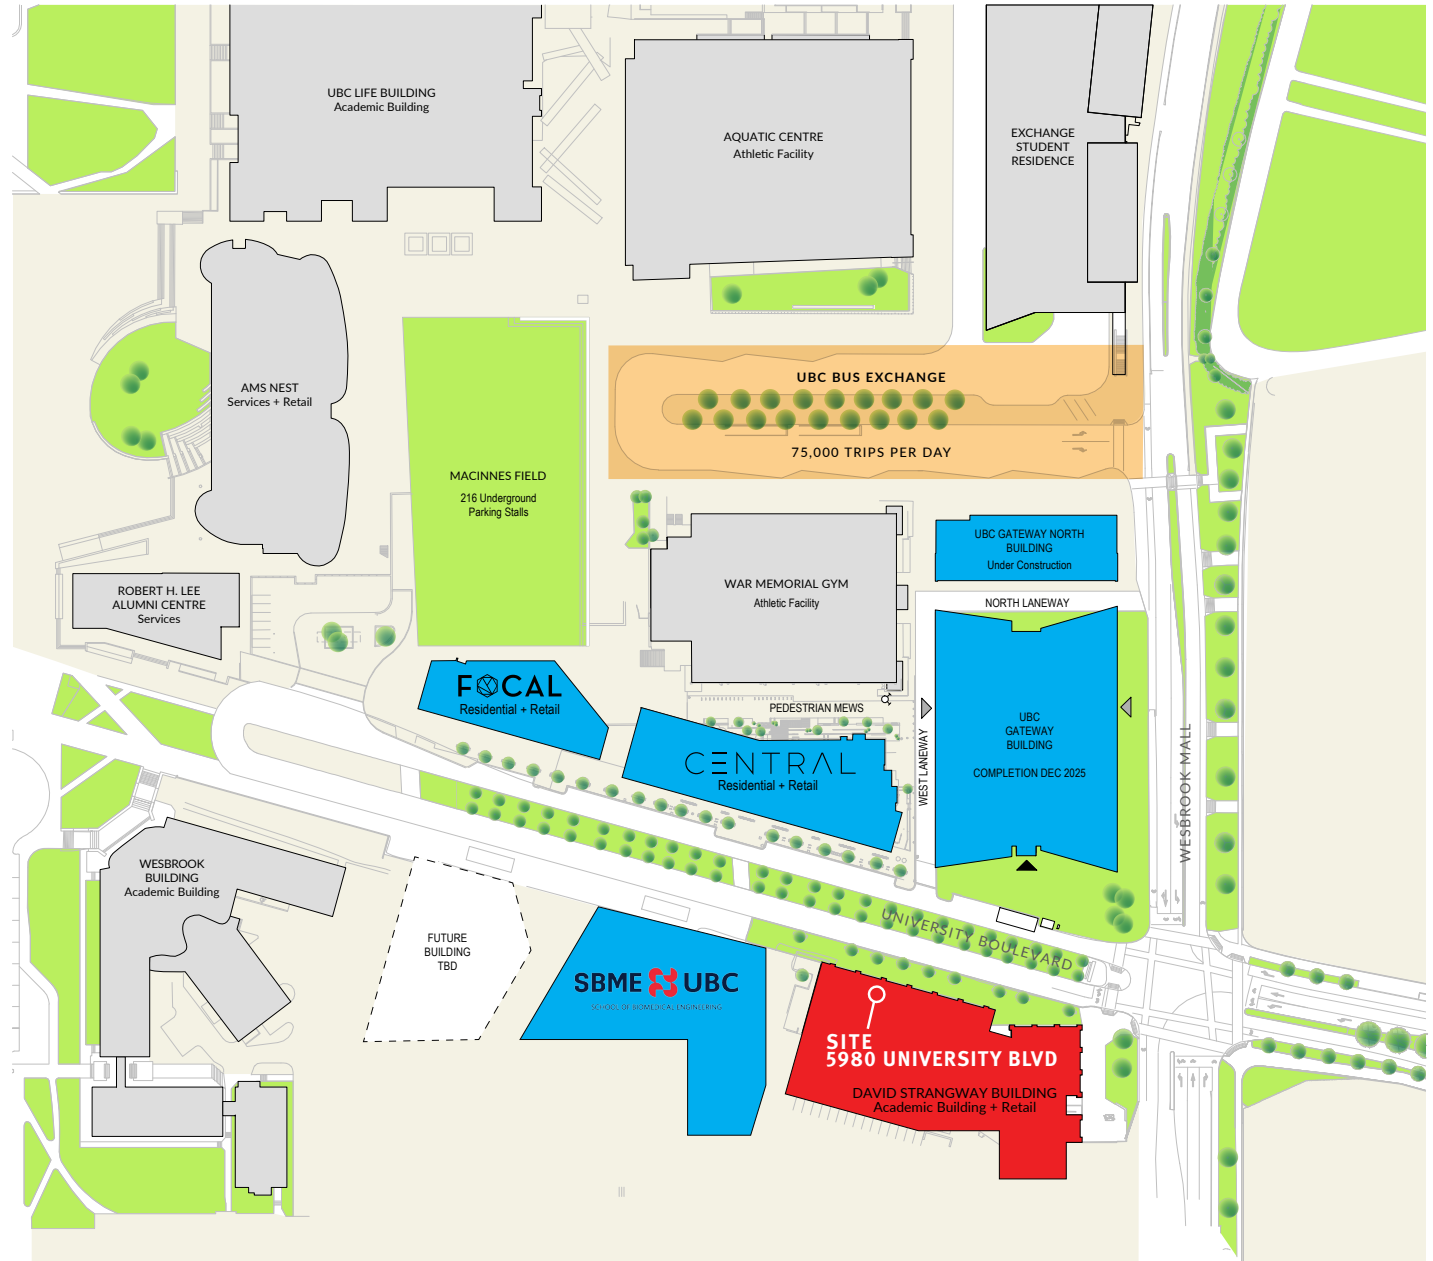 UBC LIFE BUILDING
Academic Building
AQUATIC CENTRE
Athletic Facility
EXCHANGE
STUDENT
RESIDENCE
AMS NEST
Services + Retail
UBC BUS EXCHANGE
75,000 TRIPS PER DAY
MACINNES FIELD
216 Underground
Parking Stalls
UBC GATEWAY NORTH
BUILDING
Under Construction
WAR MEMORIAL GYM
Athletic Facility
ROBERT H. LEE
ALUMNI CENTRE
Services
NORTH LANEWAY
FOCAL
Residential + Retail
PEDESTRIAN MEWS
UBC
GATEWAY
BUILDING
COMPLETION DEC 2025
CENTRAL
Residential + Retail
WEST LANEWAY
WESBROOK MALL
WESBROOK
BUILDING
Academic Building
UNIVERSITY BOULEVARD
FUTURE
BUILDING
TBD
SBME UBC
SCHOOL OF BIOMEDICAL ENGINEERING
SITE
5980 UNIVERSITY BLVD
DAVID STRANGWAY BUILDING
Academic Building + Retail